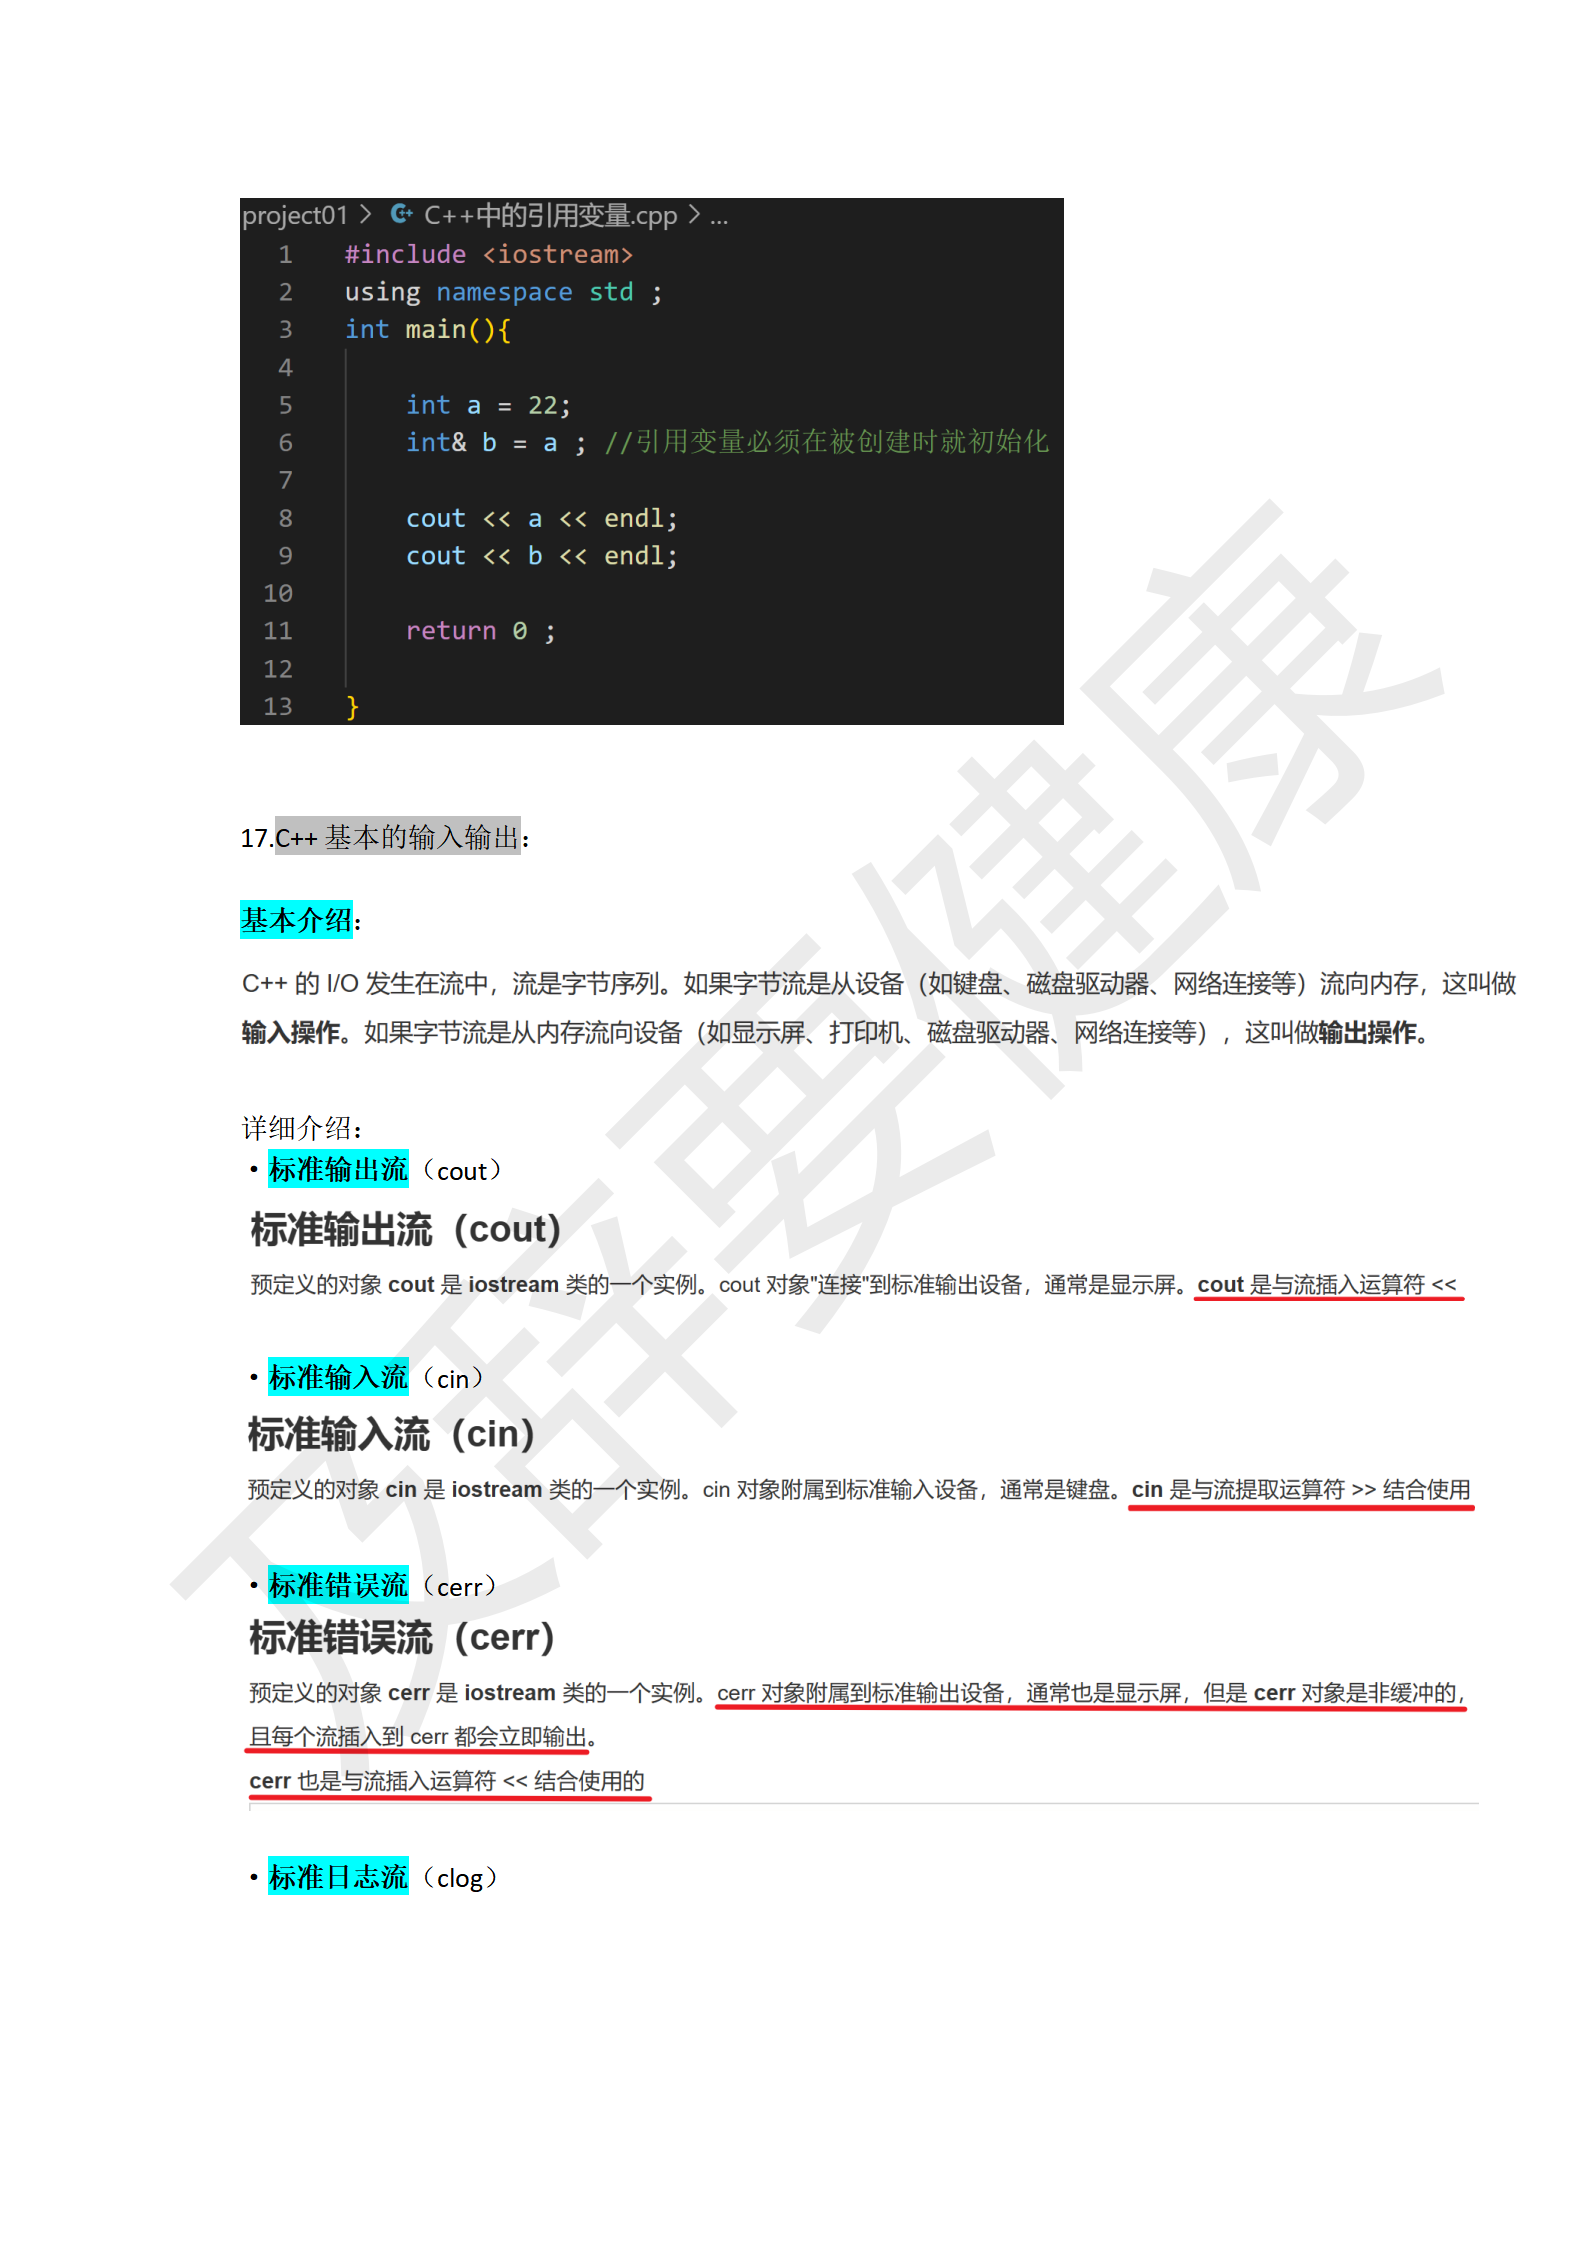 project01 > C++中的引用变量.cpp > ...
1 #include <iostream>
2 using namespace std ;
3 int main(){
4
5 int a = 22;
6 int& b = a ; //引用变量必须在被创建时就初始化
7
8 cout << a << endl;
9 cout << b << endl;
10
11 return 0 ;
12
13 }
17.C++ 基本的输入输出：
基本介绍：
C++ 的 I/O 发生在流中，流是字节序列。如果字节流是从设备（如键盘、磁盘驱动器、网络连接等）流向内存，这叫做
输入操作。如果字节流是从内存流向设备（如显示屏、打印机、磁盘驱动器、网络连接等），这叫做输出操作。
详细介绍：
• 标准输出流（cout）
标准输出流（cout）
预定义的对象 cout 是 iostream 类的一个实例。cout 对象"连接"到标准输出设备，通常是显示屏。cout 是与流插入运算符 <<
• 标准输入流（cin）
标准输入流（cin）
预定义的对象 cin 是 iostream 类的一个实例。cin 对象附属到标准输入设备，通常是键盘。cin 是与流提取运算符 >> 结合使用
• 标准错误流（cerr）
标准错误流（cerr）
预定义的对象 cerr 是 iostream 类的一个实例。cerr 对象附属到标准输出设备，通常也是显示屏，但是 cerr 对象是非缓冲的，
且每个流插入到 cerr 都会立即输出。
cerr 也是与流插入运算符 << 结合使用的
• 标准日志流（clog）
及辞要健康